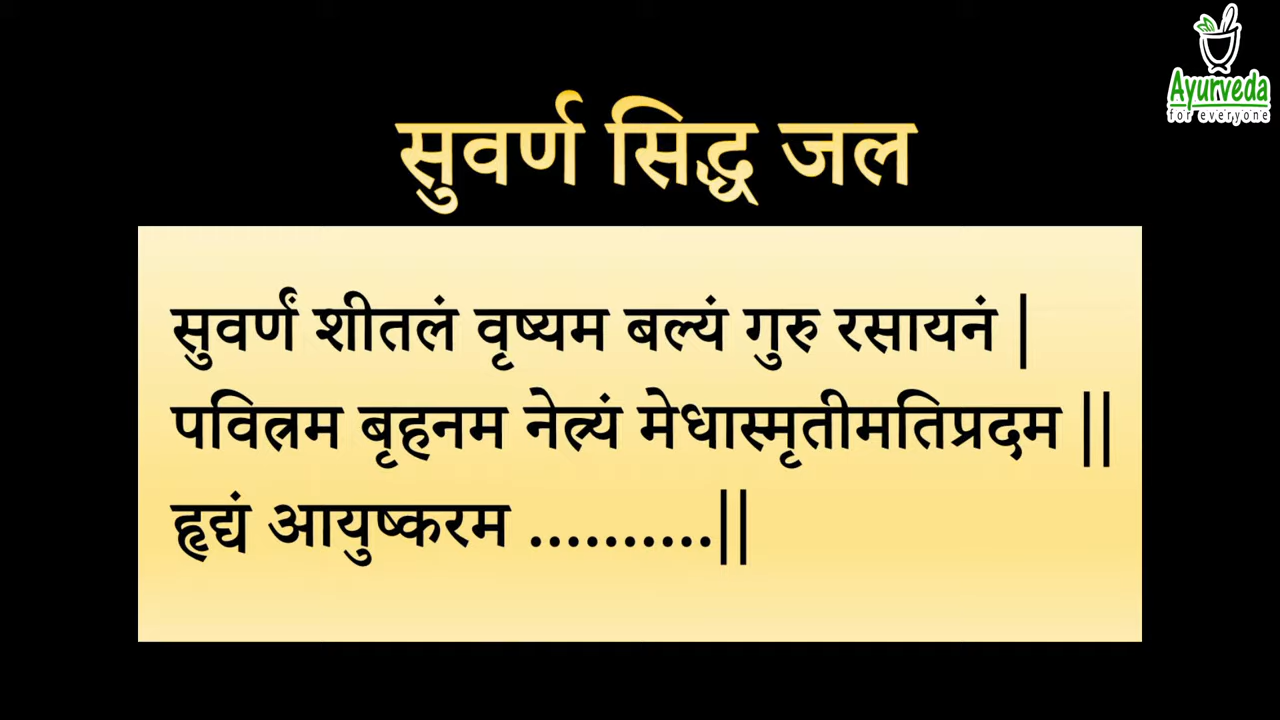 Ayurveda
for everyone
सुवर्ण सिद्ध जल
सुवर्णं शीतलं वृष्यम बल्यं गुरु रसायनं |
पवित्रम बृहनम नेत्र्यं मेधास्मृतीमतिप्रदम ||
हृद्यं आयुष्करम ..........||